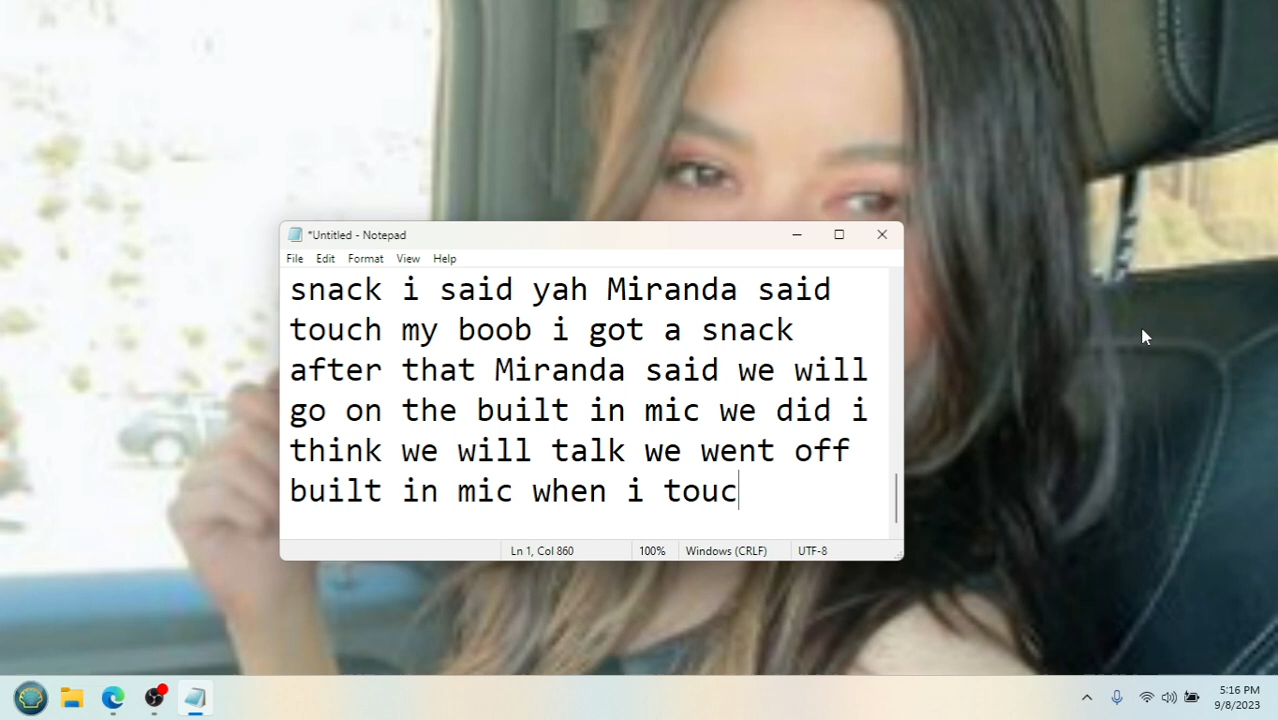 *Untitled - Notepad
File Edit Format View Help
snack i said yah Miranda said
touch my boob i got a snack
after that Miranda said we will
go on the built in mic we did i
think we will talk we went off
built in mic when i touc
Ln 1, Col 860 100% Windows (CRLF) UTF-8
5:16 PM
9/8/2023